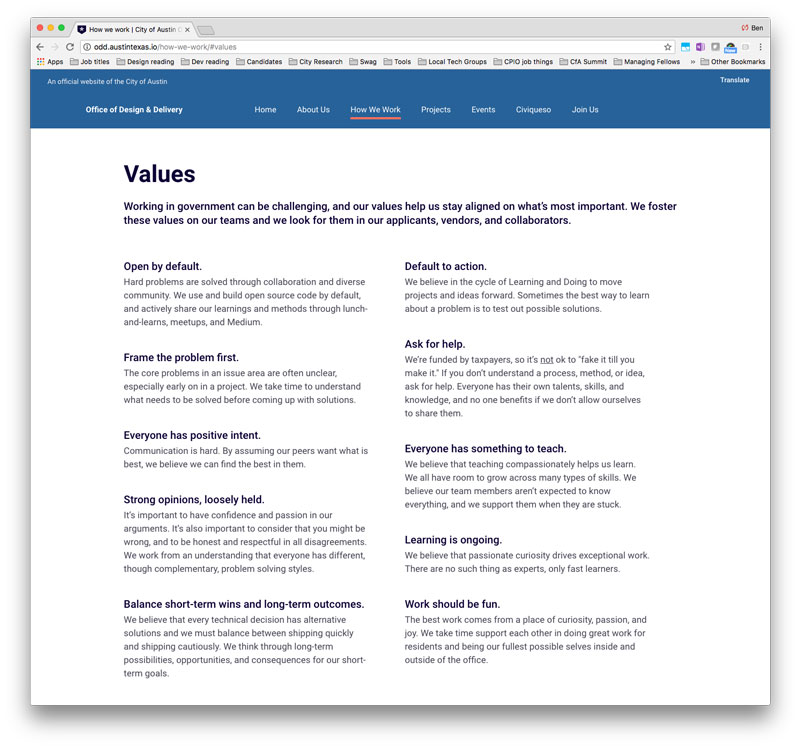 How we work | City of Austin
Ben
odd.austintexas.io/how-we-work/#values
Apps Job titles Design reading Dev reading Candidates City Research Swag Tools Local Tech Groups CPIO job things CfA Summit Managing Fellows » Other Bookmarks
An official website of the City of Austin
Translate
Office of Design & Delivery Home About Us How We Work Projects Events Civiqueso Join Us
Values
Working in government can be challenging, and our values help us stay aligned on what's most important. We foster
these values on our teams and we look for them in our applicants, vendors, and collaborators.
Open by default.
Hard problems are solved through collaboration and diverse
community. We use and build open source code by default,
and actively share our learnings and methods through lunch-
and-learns, meetups, and Medium.
Frame the problem first.
The core problems in an issue area are often unclear,
especially early on in a project. We take time to understand
what needs to be solved before coming up with solutions.
Everyone has positive intent.
Communication is hard. By assuming our peers want what is
best, we believe we can find the best in them.
Strong opinions, loosely held.
It's important to have confidence and passion in our
arguments. It's also important to consider that you might be
wrong, and to be honest and respectful in all disagreements.
We work from an understanding that everyone has different,
though complementary, problem solving styles.
Balance short-term wins and long-term outcomes.
We believe that every technical decision has alternative
solutions and we must balance between shipping quickly
and shipping cautiously. We think through long-term
possibilities, opportunities, and consequences for our short-
term goals.
Default to action.
We believe in the cycle of Learning and Doing to move
projects and ideas forward. Sometimes the best way to learn
about a problem is to test out possible solutions.
Ask for help.
We're funded by taxpayers, so it's not ok to "fake it till you
make it." If you don't understand a process, method, or idea,
ask for help. Everyone has their own talents, skills, and
knowledge, and no one benefits if we don't allow ourselves
to share them.
Everyone has something to teach.
We believe that teaching compassionately helps us learn.
We all have room to grow across many types of skills. We
believe our team members aren't expected to know
everything, and we support them when they are stuck.
Learning is ongoing.
We believe that passionate curiosity drives exceptional work.
There are no such thing as experts, only fast learners.
Work should be fun.
The best work comes from a place of curiosity, passion, and
joy. We take time support each other in doing great work for
residents and being our fullest possible selves inside and
outside of the office.